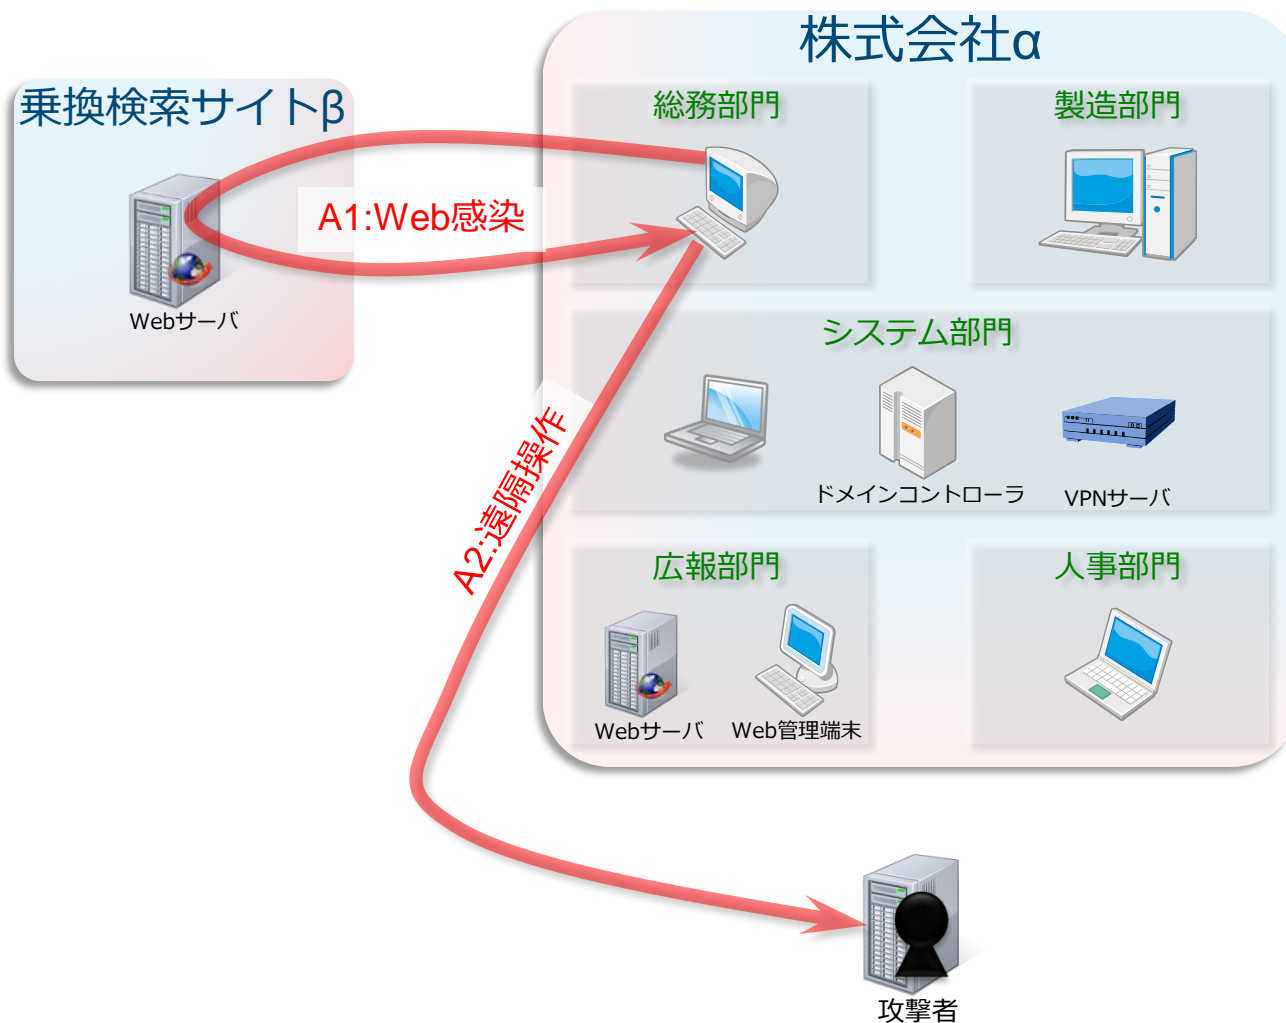 株式会社α
乗換検索サイトβ
総務部門
製造部門
A1:Web感染
Webサーバ
システム部門
A2:遠隔操作
ドメインコントローラ
VPNサーバ
広報部門
人事部門
Webサーバ
Web管理端末
攻撃者